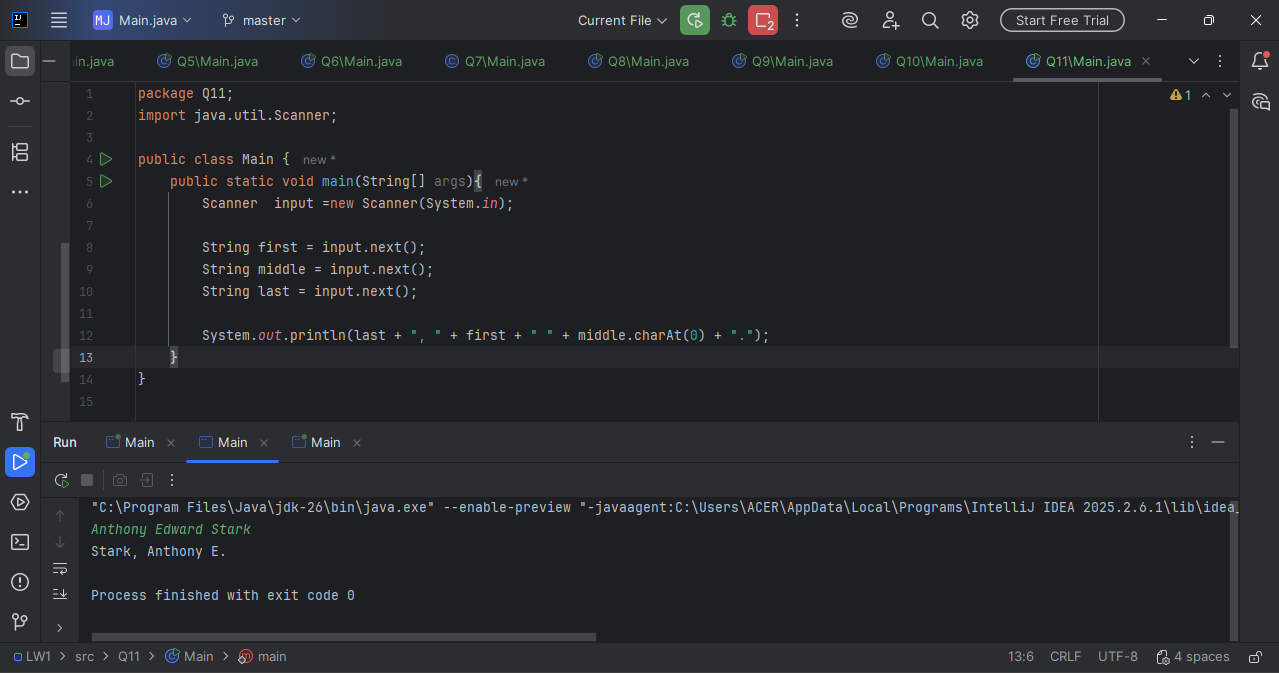 MJ Main.java master Current File 2 Start Free Trial
in.java Q5\Main.java Q6\Main.java Q7\Main.java Q8\Main.java Q9\Main.java Q10\Main.java Q11\Main.java
1 package Q11; 1
2 import java.util.Scanner;
3
4 public class Main { new *
5 public static void main(String[] args){ new *
6 Scanner  input =new Scanner(System.in);
7
8 String first = input.next();
9 String middle = input.next();
10 String last = input.next();
11
12 System.out.println(last + ", " + first + " " + middle.charAt(0) + ".");
13 }
14 }
15
Run Main Main Main
"C:\Program Files\Java\jdk-26\bin\java.exe" --enable-preview "-javaagent:C:\Users\ACER\AppData\Local\Programs\IntelliJ IDEA 2025.2.6.1\lib\idea_
Anthony Edward Stark
Stark, Anthony E.
Process finished with exit code 0
LW1 > src > Q11 > Main > main 13:6 CRLF UTF-8 4 spaces